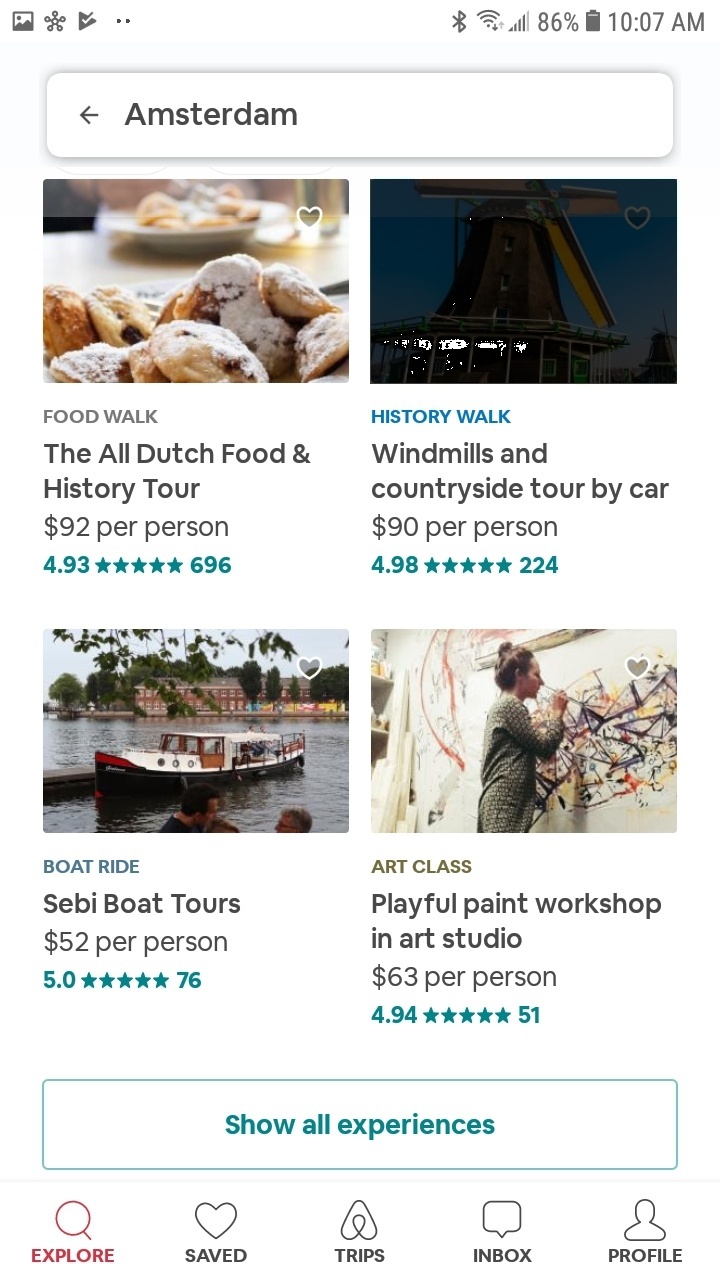 86% 10:07 AM
Amsterdam
FOOD WALK
The All Dutch Food &
History Tour
$92 per person
4.93 ★★★★★ 696
HISTORY WALK
Windmills and
countryside tour by car
$90 per person
4.98 ★★★★★ 224
BOAT RIDE
Sebi Boat Tours
$52 per person
5.0 ★★★★★ 76
ART CLASS
Playful paint workshop
in art studio
$63 per person
4.94 ★★★★★ 51
Show all experiences
EXPLORE SAVED TRIPS INBOX PROFILE